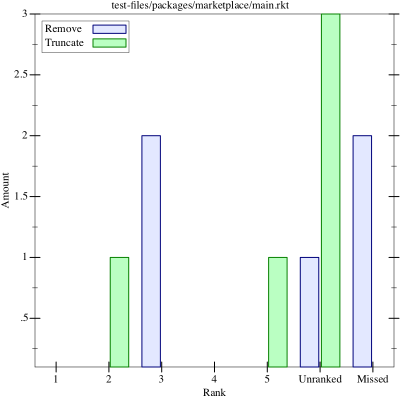 test-files/packages/marketplace/main.rkt
Remove
Truncate
3
2.5
2
1.5
1
.5
Amount
1 2 3 4 5 Unranked Missed
Rank